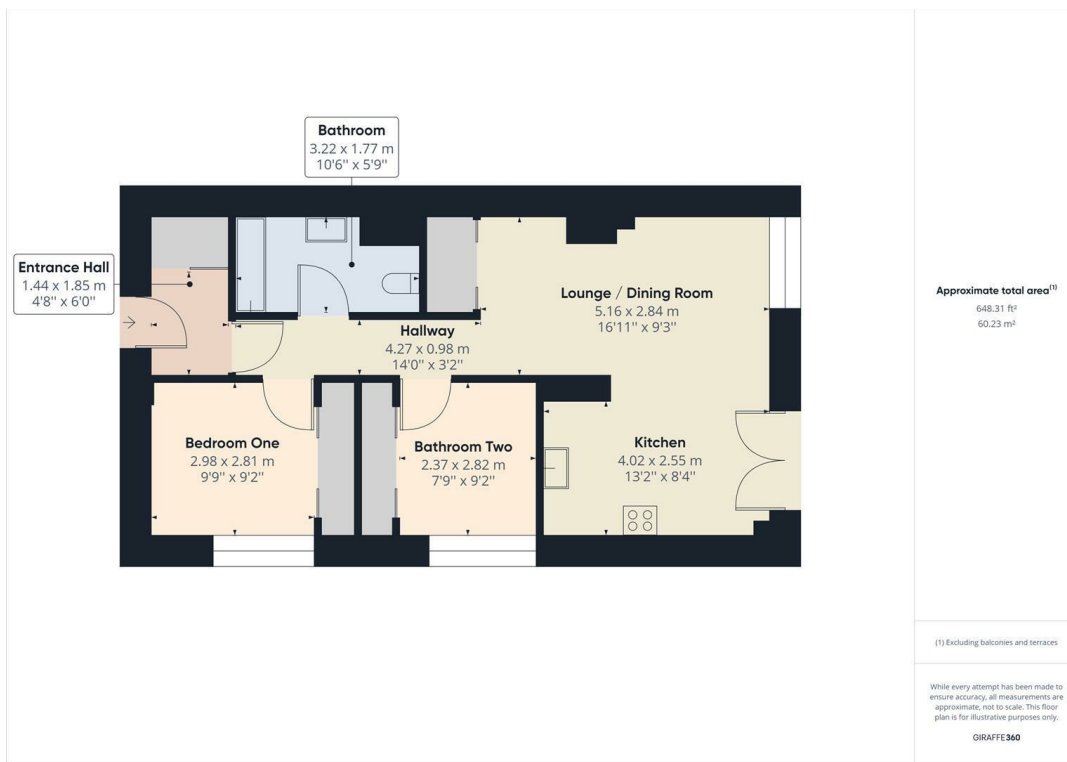 Bathroom
3.22 x 1.77 m
10'6'' x 5'9''
Entrance Hall
1.44 x 1.85 m
4'8'' x 6'0''
Lounge / Dining Room
5.16 x 2.84 m
16'11'' x 9'3''
Hallway
4.27 x 0.98 m
14'0'' x 3'2''
Bedroom One
2.98 x 2.81 m
9'9'' x 9'2''
Bathroom Two
2.37 x 2.82 m
7'9'' x 9'2''
Kitchen
4.02 x 2.55 m
13'2'' x 8'4''
Approximate total area(1)
648.31 ft²
60.23 m²
(1) Excluding balconies and terraces
While every attempt has been made to
ensure accuracy, all measurements are
approximate, not to scale. This floor
plan is for illustrative purposes only.
GIRAFFE360